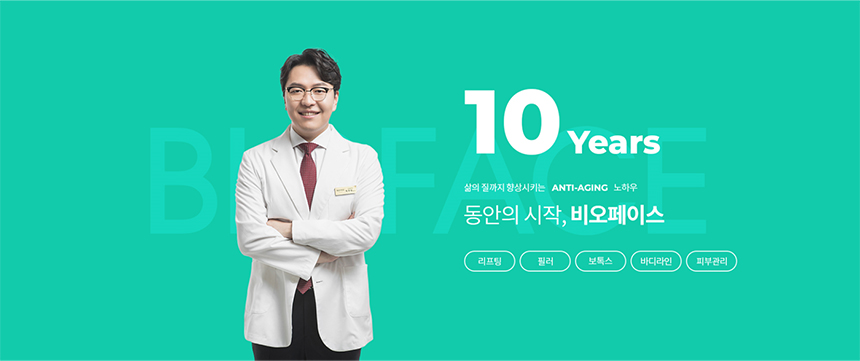 BIOFACE
10 Years
삶의 질까지 향상시키는 ANTI-AGING 노하우
동안의 시작, 비오페이스
리프팅 필러 보톡스 바디라인 피부관리